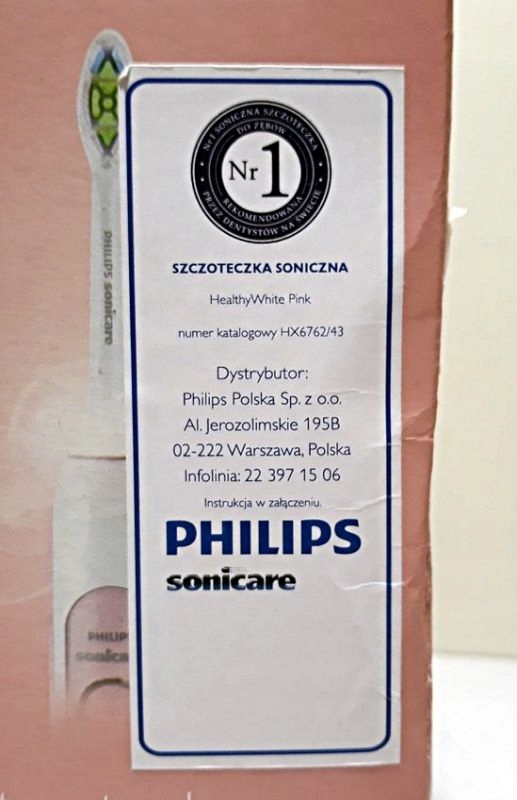 Nr 1 SONICZNA SZCZOTECZKA
DO ZĘBÓW
Nr 1
REKOMENDOWANA
PRZEZ DENTYSTÓW NA ŚWIECIE
SZCZOTECZKA SONICZNA
HealthyWhite Pink
numer katalogowy HX6762/43
Dystrybutor:
Philips Polska Sp. z o.o.
Al. Jerozolimskie 195B
02-222 Warszawa, Polska
Infolinia: 22 397 15 06
Instrukcja w załączeniu.
PHILIPS
sonicare
PHILIPS sonicare
PHILIPS
sonica